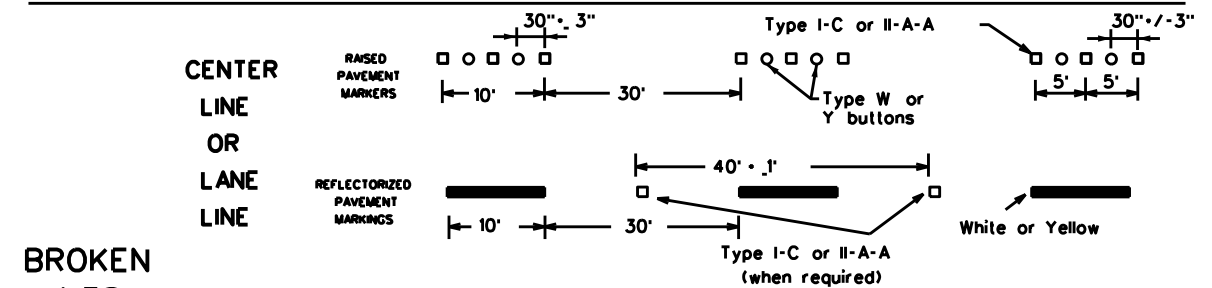 30"·_ 3"
Type I-C or II-A-A
30"·/-3"
CENTER
LINE
OR
LANE
LINE
RAISED
PAVEMENT
MARKERS
10'
30'
Type W or
Y buttons
5'
5'
40' · _1'
REFLECTORIZED
PAVEMENT
MARKINGS
10'
30'
Type I-C or II-A-A
(when required)
White or Yellow
BROKEN